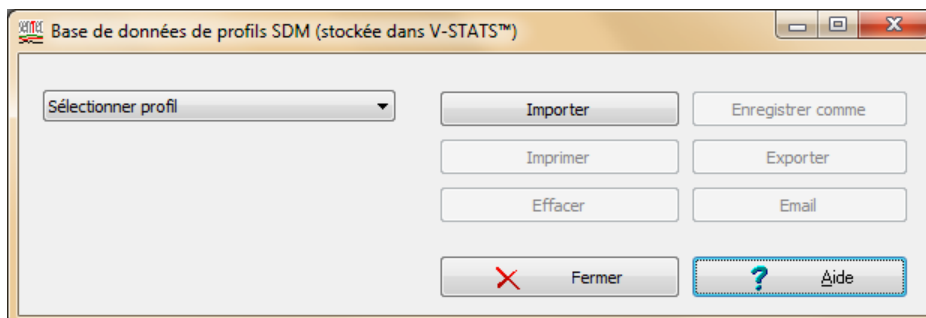 Base de données de profils SDM (stockée dans V-STATS™)
Sélectionner profil
Importer
Enregistrer comme
Imprimer
Exporter
Effacer
Email
Fermer
? Aide